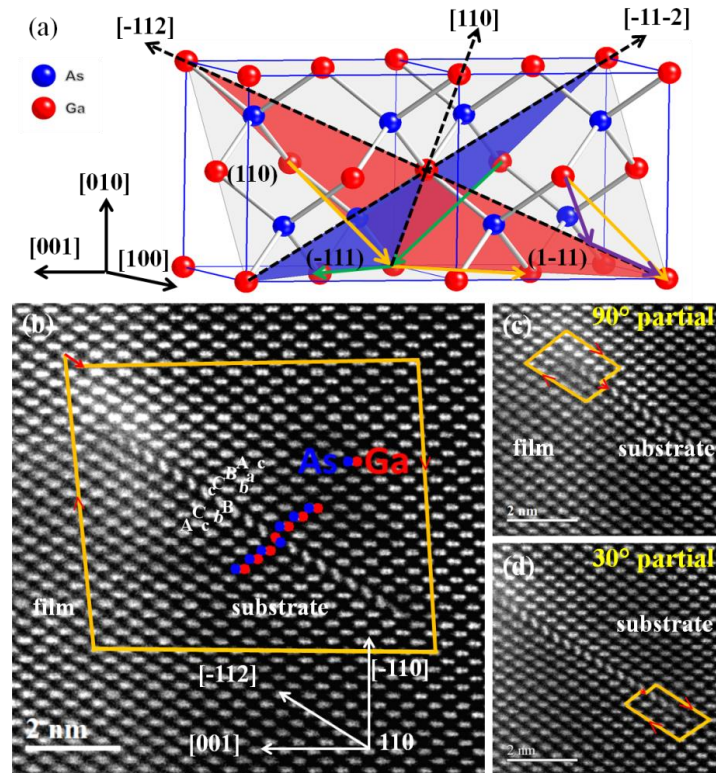 (a)
[-112]
[110]
[-11-2]
As
Ga
(110)
[010]
[001]
[100]
(-111)
(1-11)
(b)
As Ga
A c
B a
C b
c B
C b
A c
film
substrate
[-110]
[-112]
[001]
110
2 nm
(c)
90° partial
film
substrate
2 nm
(d)
30° partial
substrate
2 nm